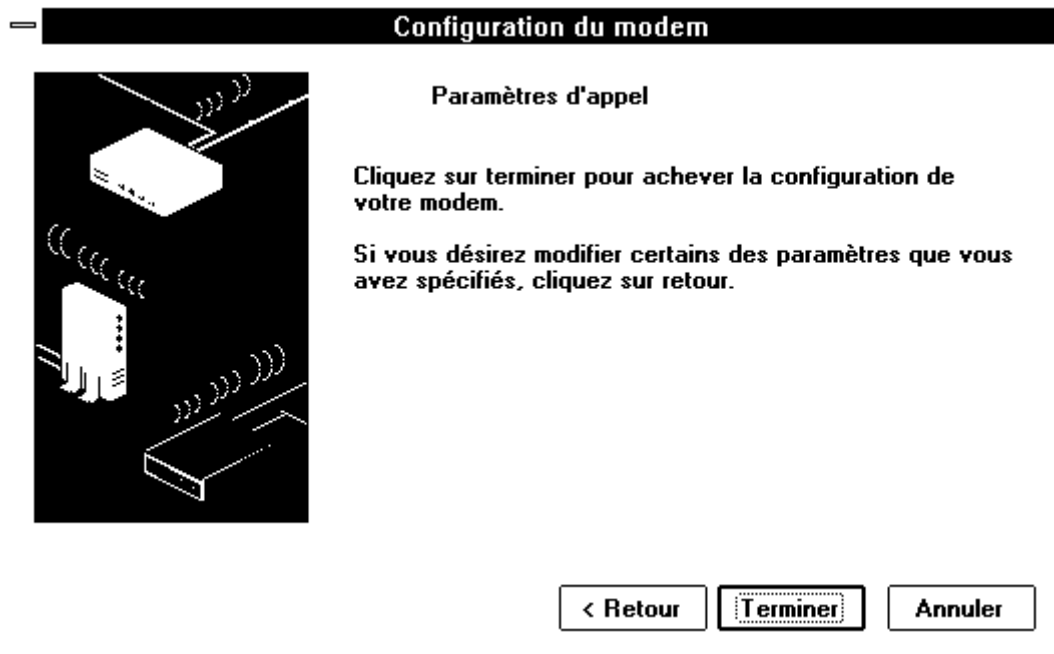 Configuration du modem
Paramètres d'appel
Cliquez sur terminer pour achever la configuration de
votre modem.
Si vous désirez modifier certains des paramètres que vous
avez spécifiés, cliquez sur retour.
< Retour
Terminer
Annuler